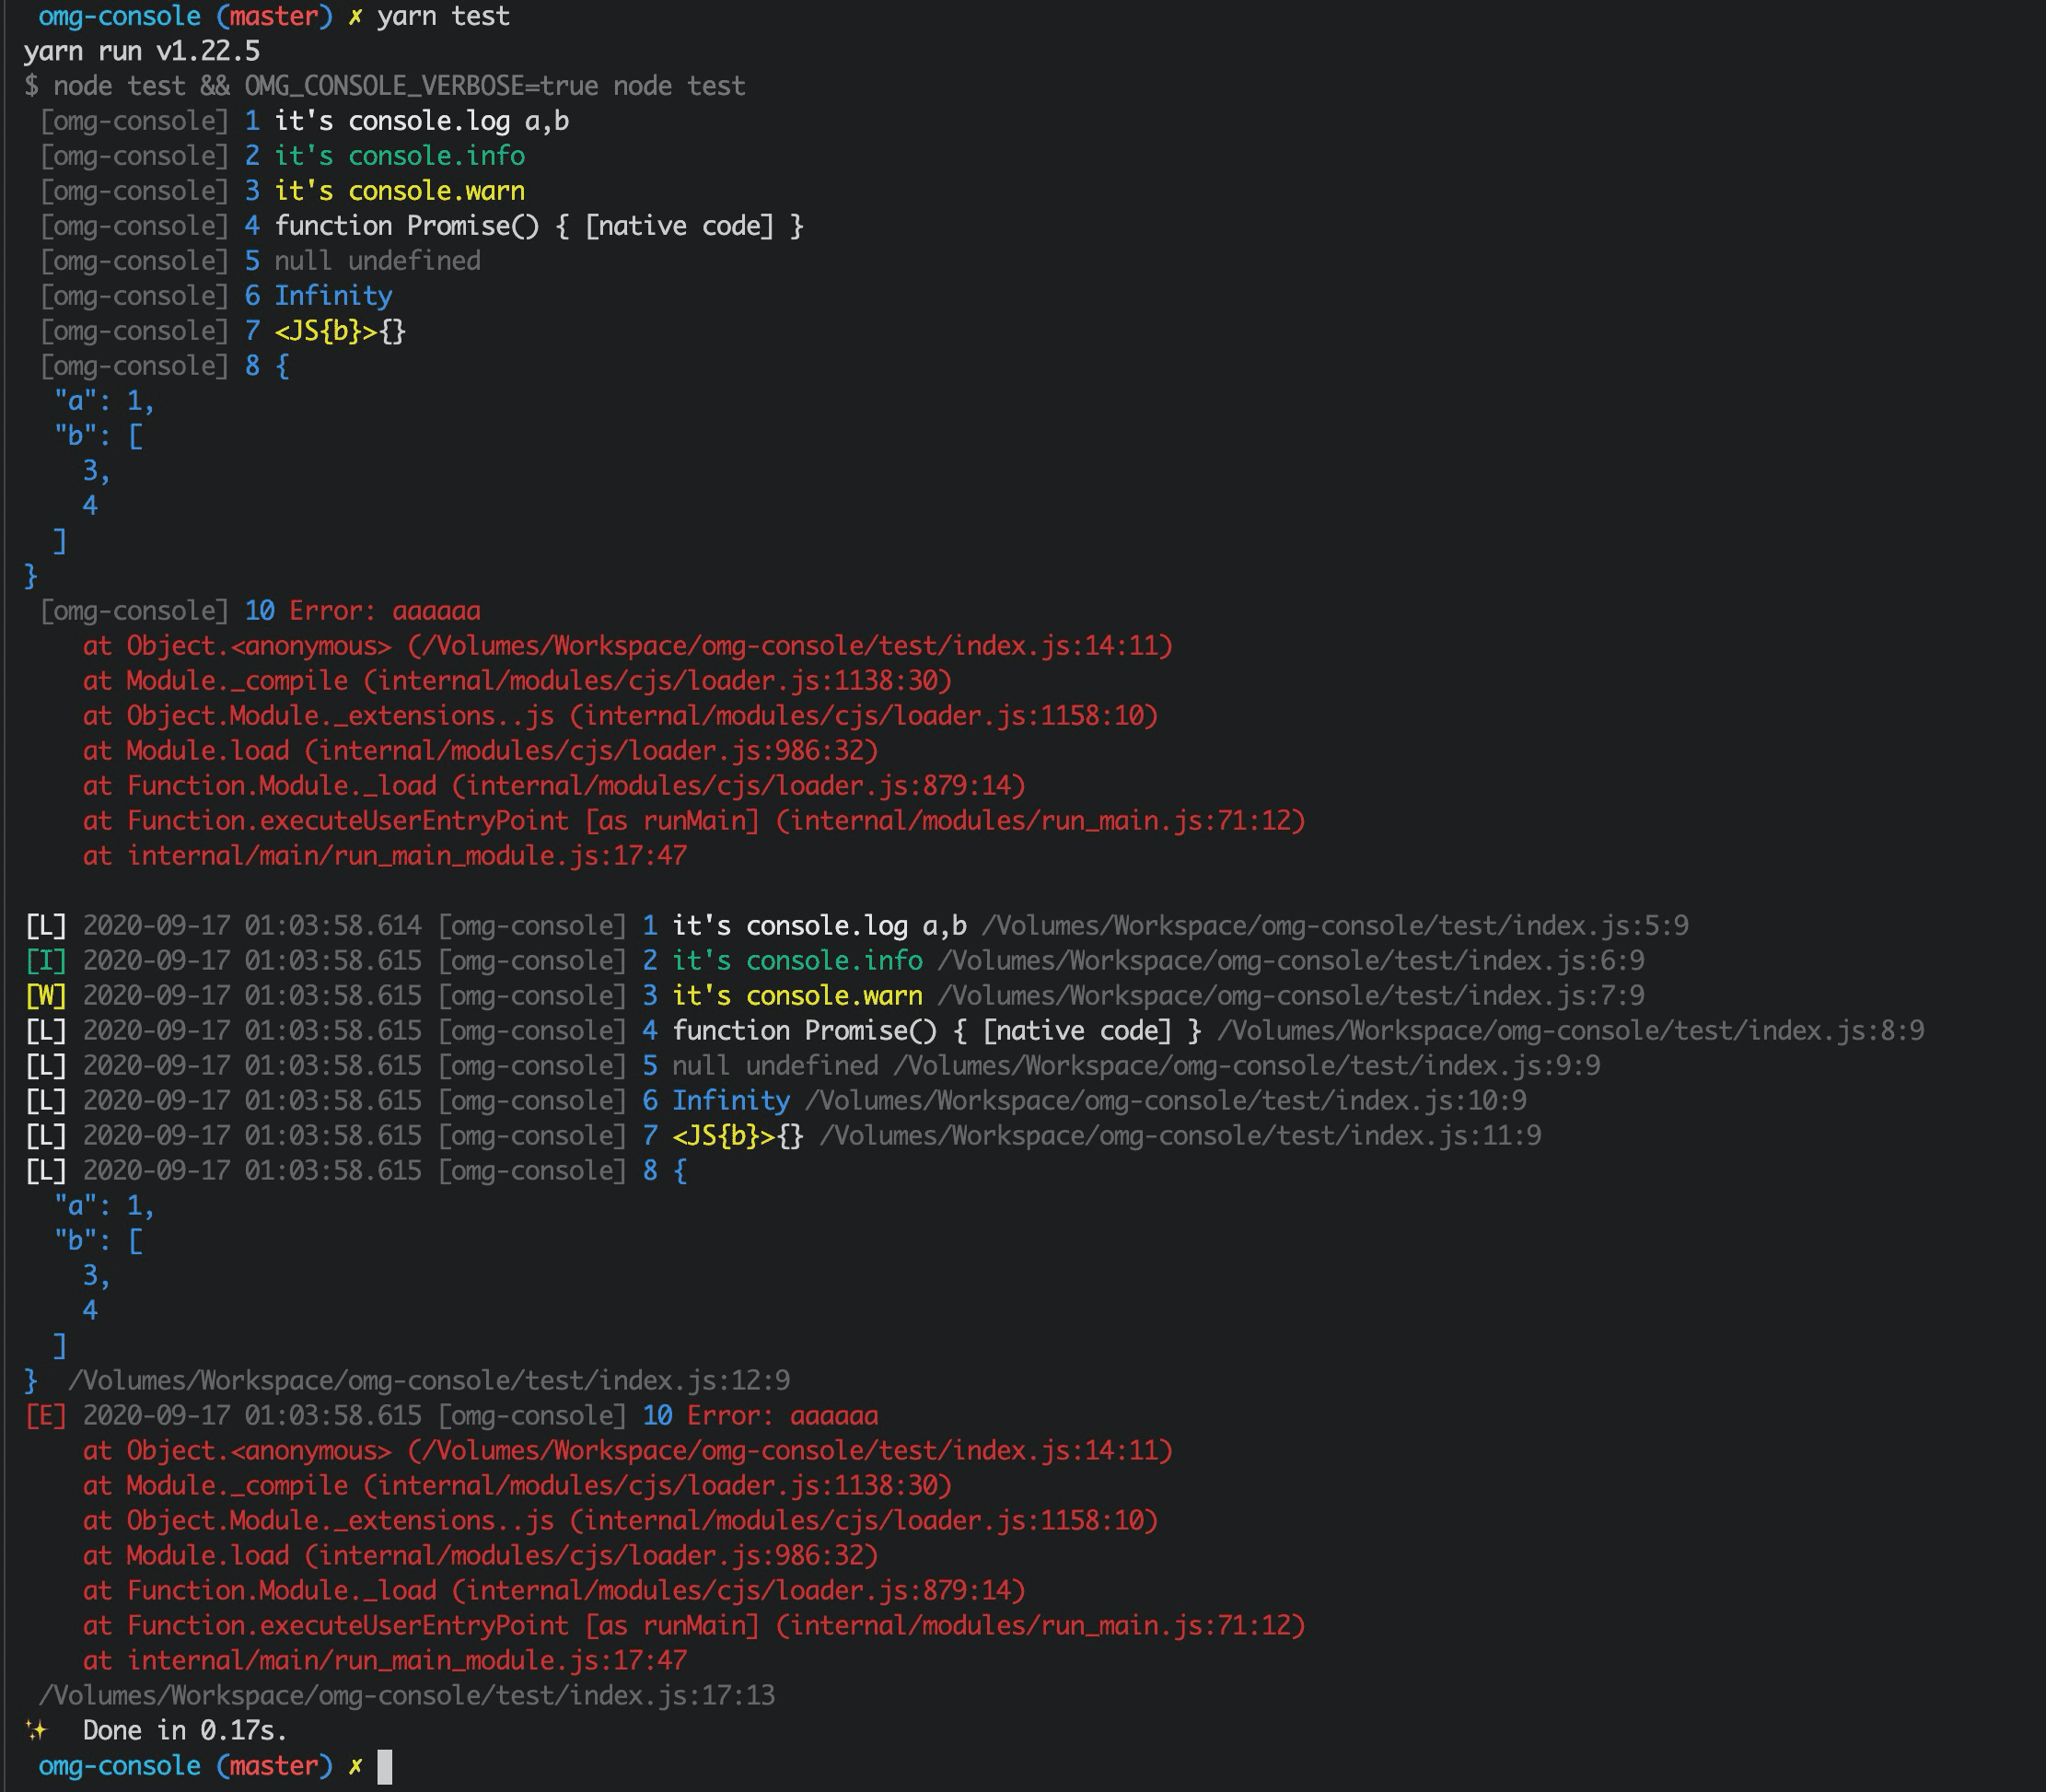 omg-console (master) ✗ yarn test
yarn run v1.22.5
$ node test && OMG_CONSOLE_VERBOSE=true node test
[omg-console] 1 it's console.log a,b
[omg-console] 2 it's console.info
[omg-console] 3 it's console.warn
[omg-console] 4 function Promise() { [native code] }
[omg-console] 5 null undefined
[omg-console] 6 Infinity
[omg-console] 7 <JS{b}>{}
[omg-console] 8 {
  "a": 1,
  "b": [
    3,
    4
  ]
}
[omg-console] 10 Error: aaaaaa
    at Object.<anonymous> (/Volumes/Workspace/omg-console/test/index.js:14:11)
    at Module._compile (internal/modules/cjs/loader.js:1138:30)
    at Object.Module._extensions..js (internal/modules/cjs/loader.js:1158:10)
    at Module.load (internal/modules/cjs/loader.js:986:32)
    at Function.Module._load (internal/modules/cjs/loader.js:879:14)
    at Function.executeUserEntryPoint [as runMain] (internal/modules/run_main.js:71:12)
    at internal/main/run_main_module.js:17:47
[L] 2020-09-17 01:03:58.614 [omg-console] 1 it's console.log a,b /Volumes/Workspace/omg-console/test/index.js:5:9
[I] 2020-09-17 01:03:58.615 [omg-console] 2 it's console.info /Volumes/Workspace/omg-console/test/index.js:6:9
[W] 2020-09-17 01:03:58.615 [omg-console] 3 it's console.warn /Volumes/Workspace/omg-console/test/index.js:7:9
[L] 2020-09-17 01:03:58.615 [omg-console] 4 function Promise() { [native code] } /Volumes/Workspace/omg-console/test/index.js:8:9
[L] 2020-09-17 01:03:58.615 [omg-console] 5 null undefined /Volumes/Workspace/omg-console/test/index.js:9:9
[L] 2020-09-17 01:03:58.615 [omg-console] 6 Infinity /Volumes/Workspace/omg-console/test/index.js:10:9
[L] 2020-09-17 01:03:58.615 [omg-console] 7 <JS{b}>{} /Volumes/Workspace/omg-console/test/index.js:11:9
[L] 2020-09-17 01:03:58.615 [omg-console] 8 {
  "a": 1,
  "b": [
    3,
    4
  ]
}  /Volumes/Workspace/omg-console/test/index.js:12:9
[E] 2020-09-17 01:03:58.615 [omg-console] 10 Error: aaaaaa
    at Object.<anonymous> (/Volumes/Workspace/omg-console/test/index.js:14:11)
    at Module._compile (internal/modules/cjs/loader.js:1138:30)
    at Object.Module._extensions..js (internal/modules/cjs/loader.js:1158:10)
    at Module.load (internal/modules/cjs/loader.js:986:32)
    at Function.Module._load (internal/modules/cjs/loader.js:879:14)
    at Function.executeUserEntryPoint [as runMain] (internal/modules/run_main.js:71:12)
    at internal/main/run_main_module.js:17:47
 /Volumes/Workspace/omg-console/test/index.js:17:13
✨  Done in 0.17s.
omg-console (master) ✗